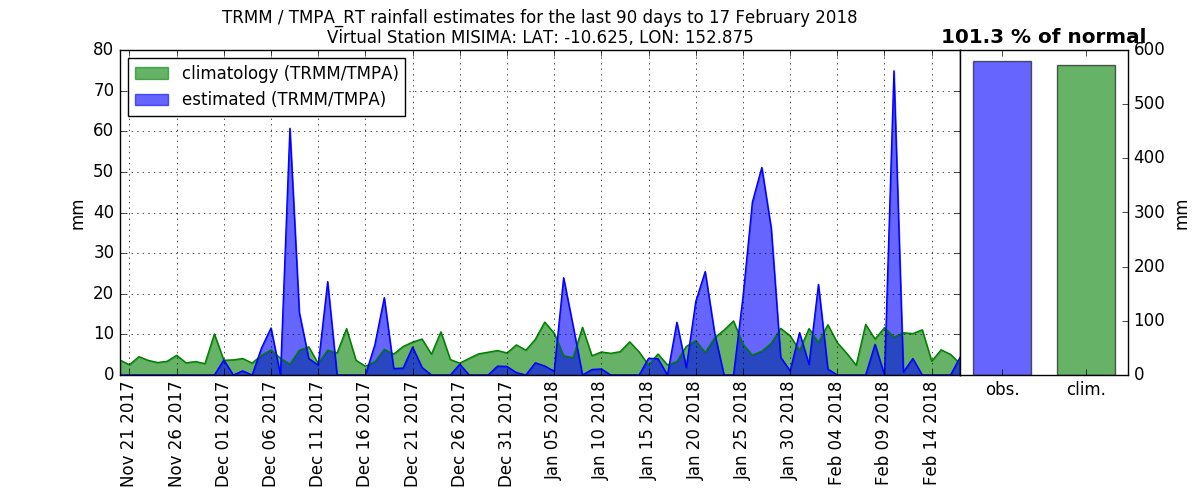 TRMM / TMPA_RT rainfall estimates for the last 90 days to 17 February 2018
Virtual Station MISIMA: LAT: -10.625, LON: 152.875
101.3 % of normal
climatology (TRMM/TMPA)
estimated (TRMM/TMPA)
80
70
60
50
40
30
20
10
0
mm
Nov 21 2017
Nov 26 2017
Dec 01 2017
Dec 06 2017
Dec 11 2017
Dec 16 2017
Dec 21 2017
Dec 26 2017
Dec 31 2017
Jan 05 2018
Jan 10 2018
Jan 15 2018
Jan 20 2018
Jan 25 2018
Jan 30 2018
Feb 04 2018
Feb 09 2018
Feb 14 2018
600
500
400
300
200
100
0
mm
obs.
clim.